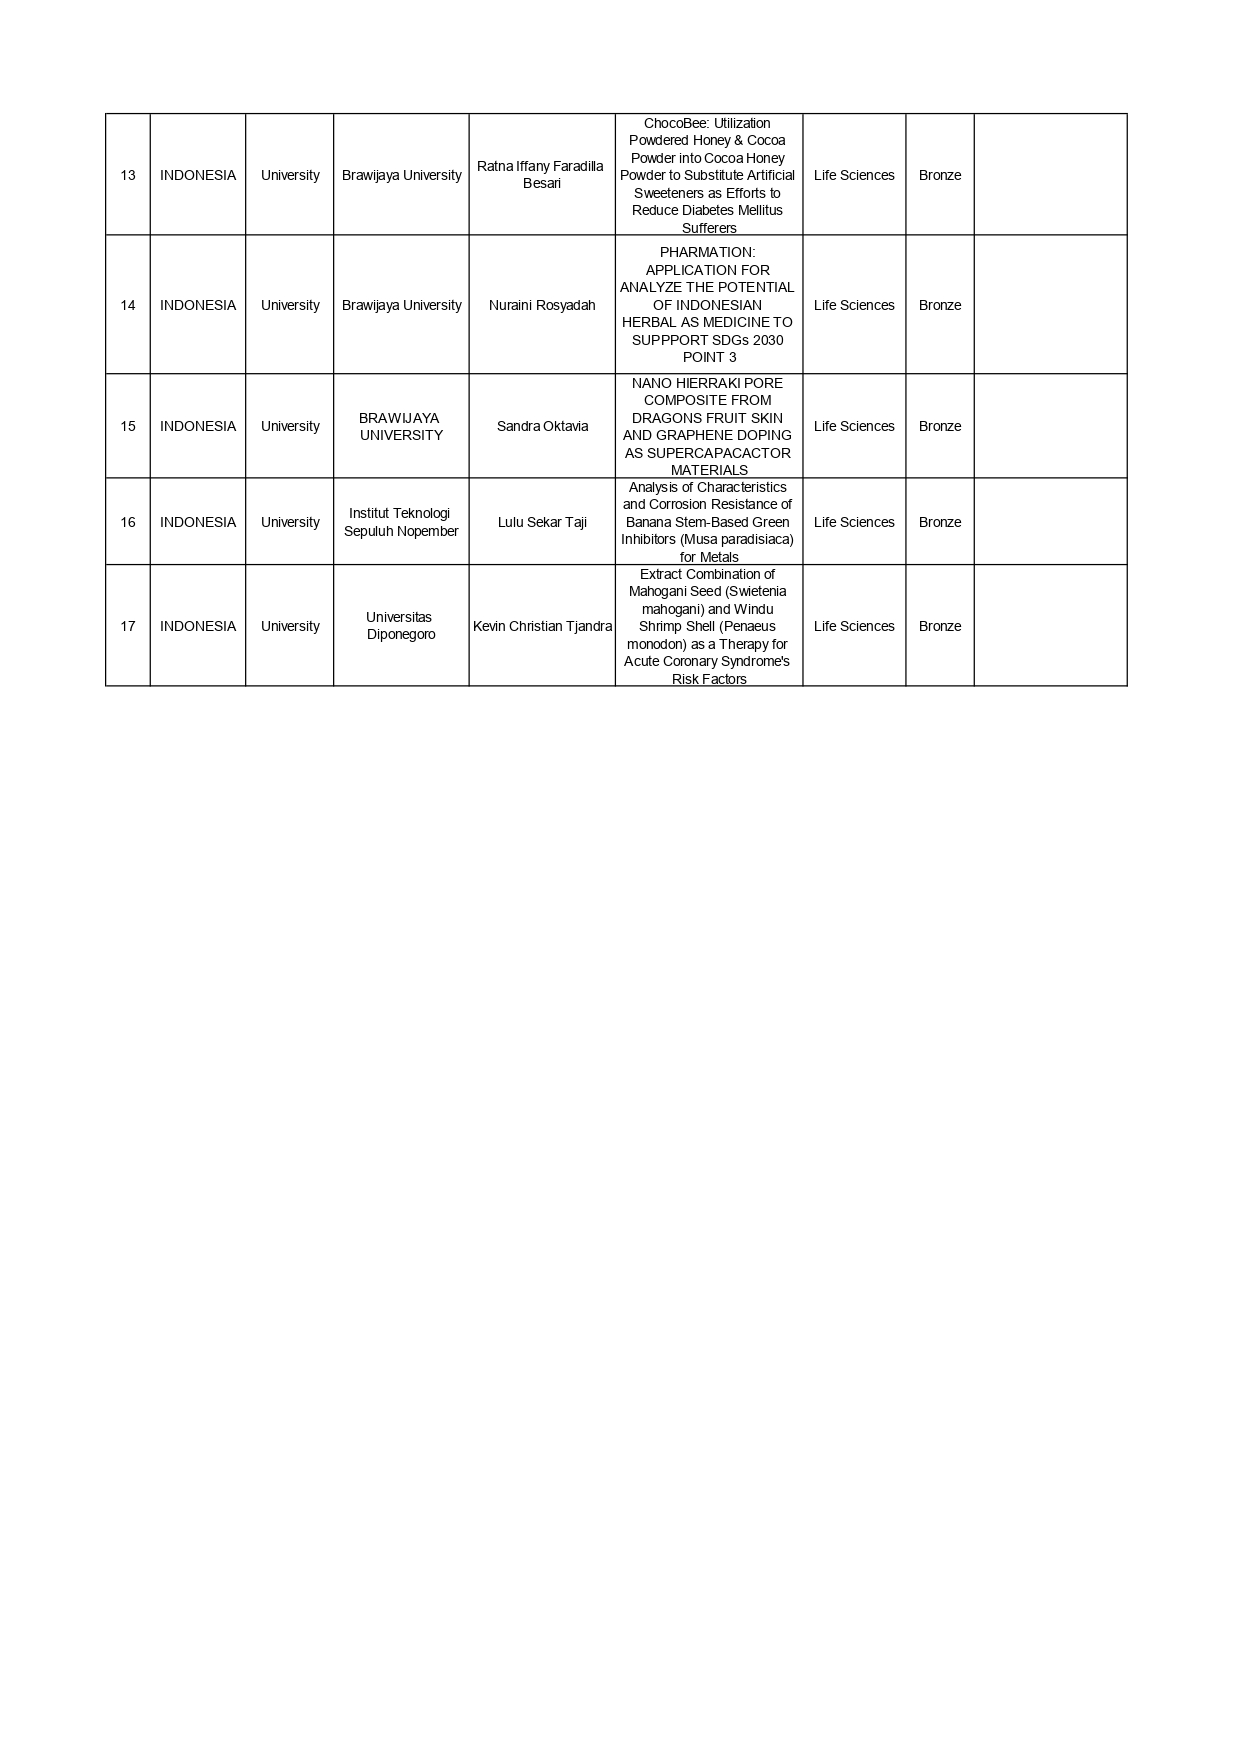 13
INDONESIA
University
Brawijaya University
Ratna Iffany Faradilla
Besari
ChocoBee: Utilization
Powdered Honey & Cocoa
Powder into Cocoa Honey
Powder to Substitute Artificial
Sweeteners as Efforts to
Reduce Diabetes Mellitus
Sufferers
Life Sciences
Bronze
14
INDONESIA
University
Brawijaya University
Nuraini Rosyadah
PHARMATION:
APPLICATION FOR
ANALYZE THE POTENTIAL
OF INDONESIAN
HERBAL AS MEDICINE TO
SUPPPORT SDGs 2030
POINT 3
Life Sciences
Bronze
15
INDONESIA
University
BRAWIJAYA
UNIVERSITY
Sandra Oktavia
NANO HIERRAKI PORE
COMPOSITE FROM
DRAGONS FRUIT SKIN
AND GRAPHENE DOPING
AS SUPERCAPACACTOR
MATERIALS
Life Sciences
Bronze
16
INDONESIA
University
Institut Teknologi
Sepuluh Nopember
Lulu Sekar Taji
Analysis of Characteristics
and Corrosion Resistance of
Banana Stem-Based Green
Inhibitors (Musa paradisiaca)
for Metals
Life Sciences
Bronze
17
INDONESIA
University
Universitas
Diponegoro
Kevin Christian Tjandra
Extract Combination of
Mahogani Seed (Swietenia
mahogani) and Windu
Shrimp Shell (Penaeus
monodon) as a Therapy for
Acute Coronary Syndrome's
Risk Factors
Life Sciences
Bronze